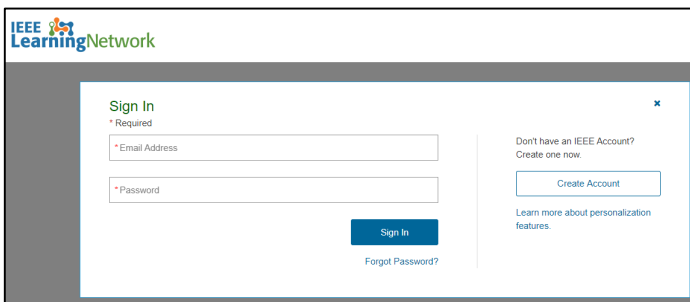 IEEE
LearningNetwork
Sign In
* Required
* Email Address
* Password
Sign In
Forgot Password?
Don't have an IEEE Account?
Create one now.
Create Account
Learn more about personalization
features.